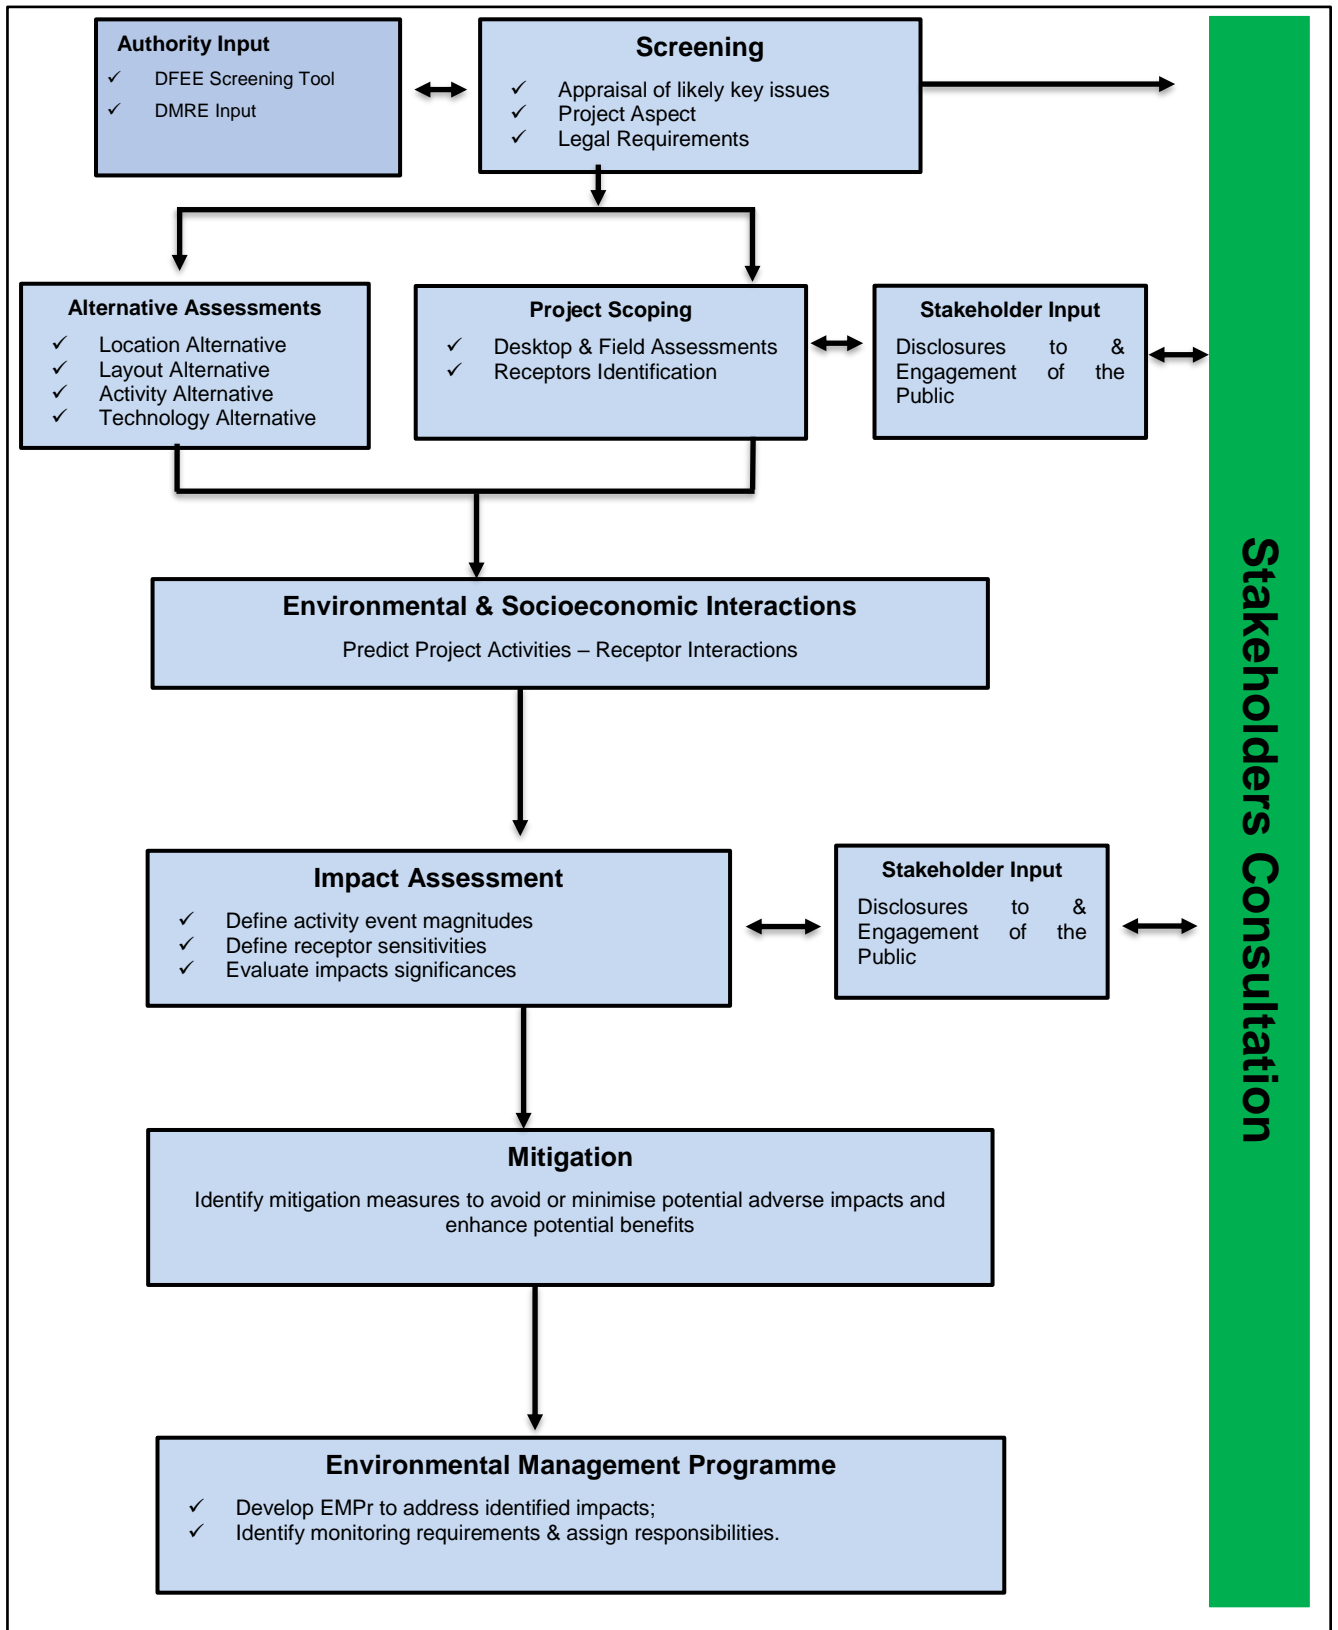 Authority Input
✓ DFEE Screening Tool
✓ DMRE Input
Screening
✓ Appraisal of likely key issues
✓ Project Aspect
✓ Legal Requirements
Alternative Assessments
✓ Location Alternative
✓ Layout Alternative
✓ Activity Alternative
✓ Technology Alternative
Project Scoping
✓ Desktop & Field Assessments
✓ Receptors Identification
Stakeholder Input
Disclosures to &
Engagement of the
Public
Environmental & Socioeconomic Interactions
Predict Project Activities – Receptor Interactions
Impact Assessment
✓ Define activity event magnitudes
✓ Define receptor sensitivities
✓ Evaluate impacts significances
Stakeholder Input
Disclosures to &
Engagement of the
Public
Mitigation
Identify mitigation measures to avoid or minimise potential adverse impacts and
enhance potential benefits
Environmental Management Programme
✓ Develop EMPr to address identified impacts;
✓ Identify monitoring requirements & assign responsibilities.
Stakeholders Consultation